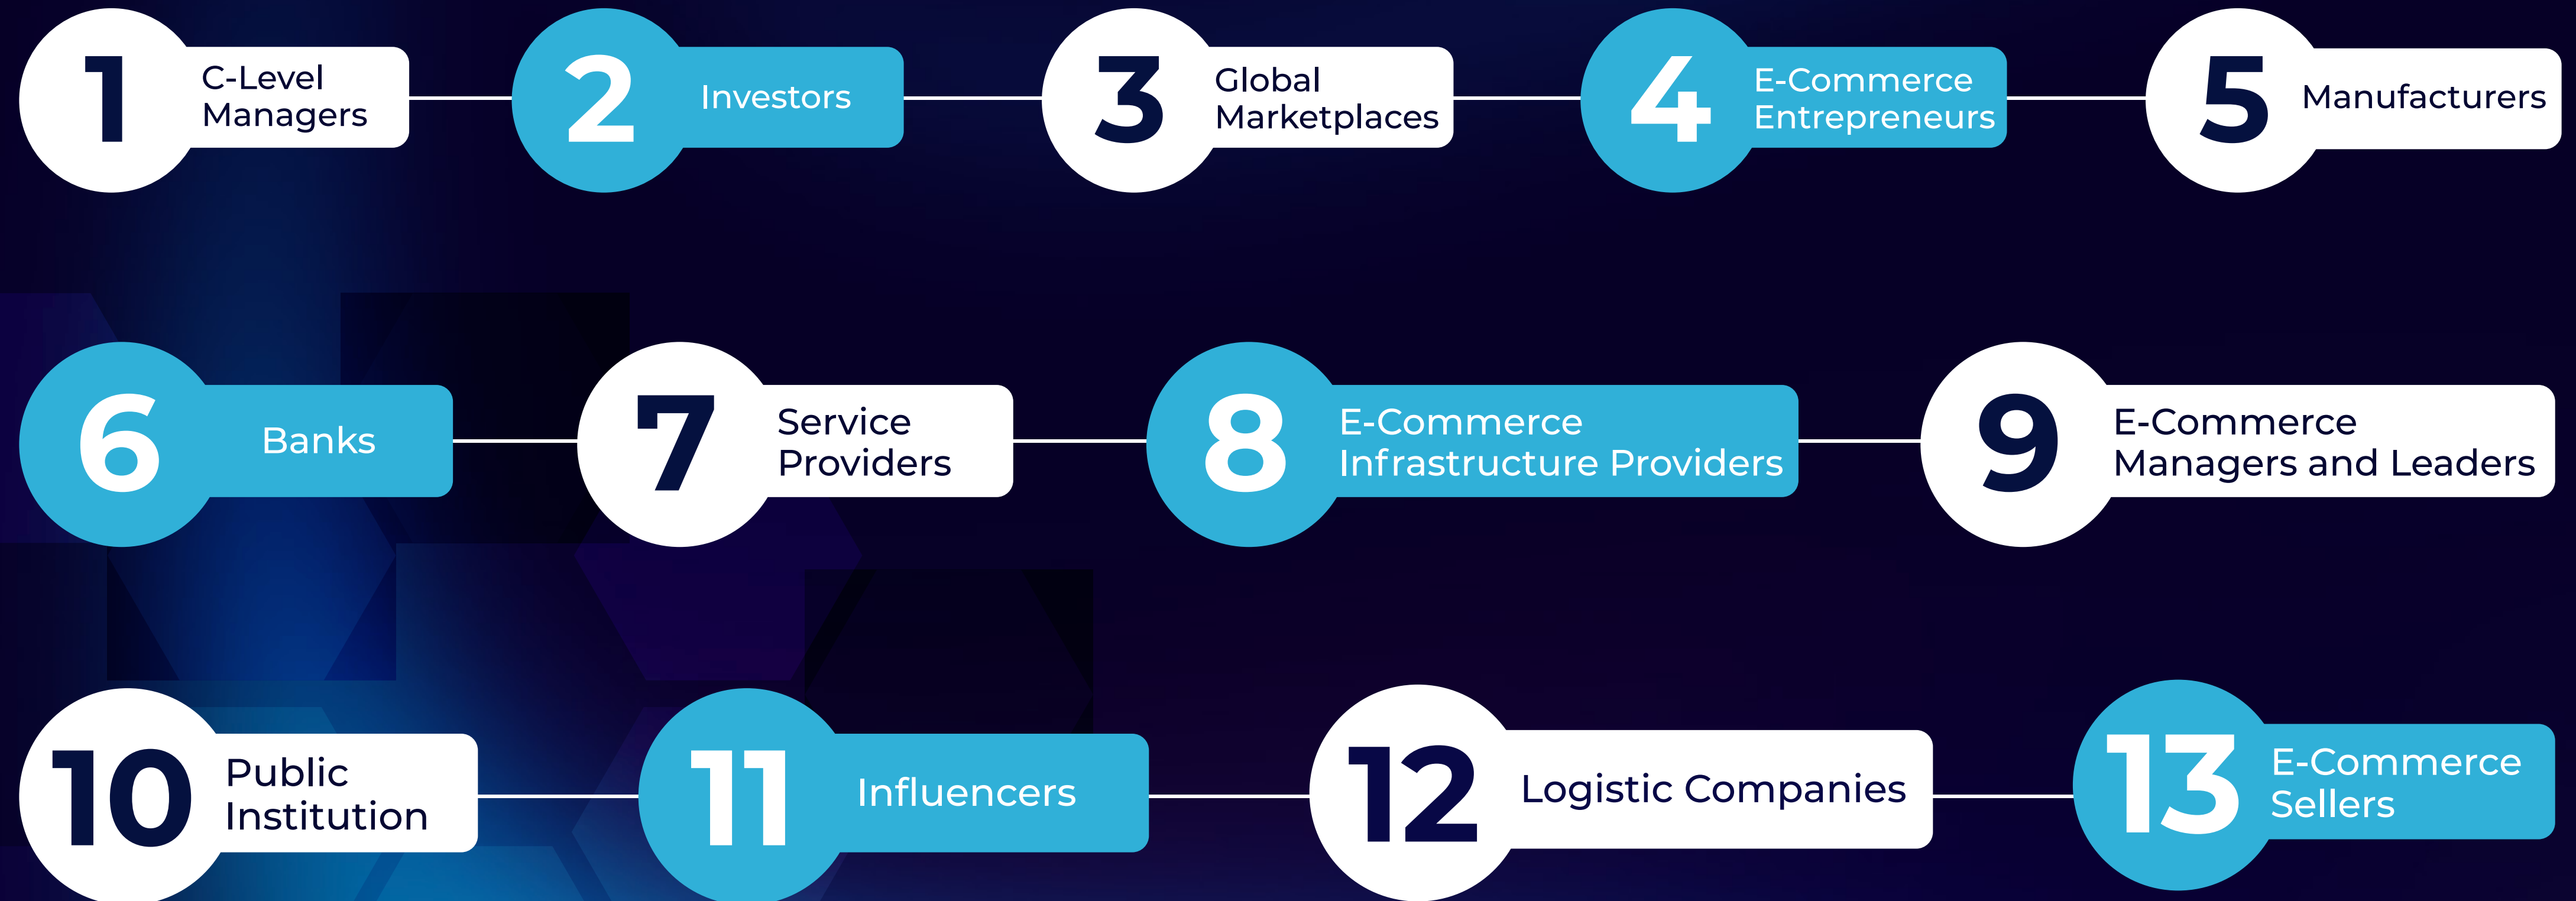 1
C-Level
Managers
2
Investors
3
Global
Marketplaces
4
E-Commerce
Entrepreneurs
5
Manufacturers
6
Banks
7
Service
Providers
8
E-Commerce
Infrastructure Providers
9
E-Commerce
Managers and Leaders
10
Public
Institution
11
Influencers
12
Logistic Companies
13
E-Commerce
Sellers